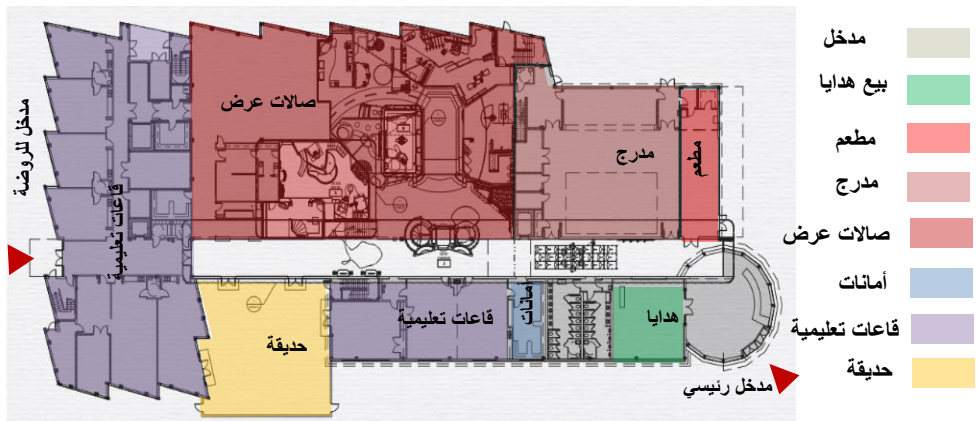 مدخل
بيع هدايا
مطعم
مدرج
صالات عرض
أمانات
قاعات تعليمية
حديقة
صالات عرض
مدرج
مطعم
مدخل للروضة
قاعات تعليمية
حديقة
قاعات تعليمية
أمانات
هدايا
مدخل رئيسي